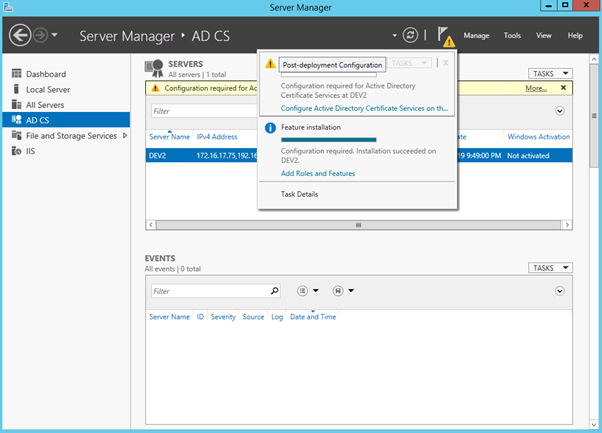 Server Manager
Server Manager • AD CS
Manage Tools View Help
Dashboard
Local Server
All Servers
AD CS
File and Storage Services
IIS
SERVERS
All servers | 1 total
TASKS
Configuration required for Ac
More...
Filter
Server Name IPv4 Address
ate Windows Activation
DEV2 172.16.17.75,192.16
19 9:49:00 PM Not activated
Post-deployment Configuration
TASKS X
Configuration required for Active Directory
Certificate Services at DEV2
Configure Active Directory Certificate Services on th...
Feature installation
Configuration required. Installation succeeded on
DEV2.
Add Roles and Features
Task Details
EVENTS
All events | 0 total
TASKS
Filter
Server Name ID Severity Source Log Date and Time